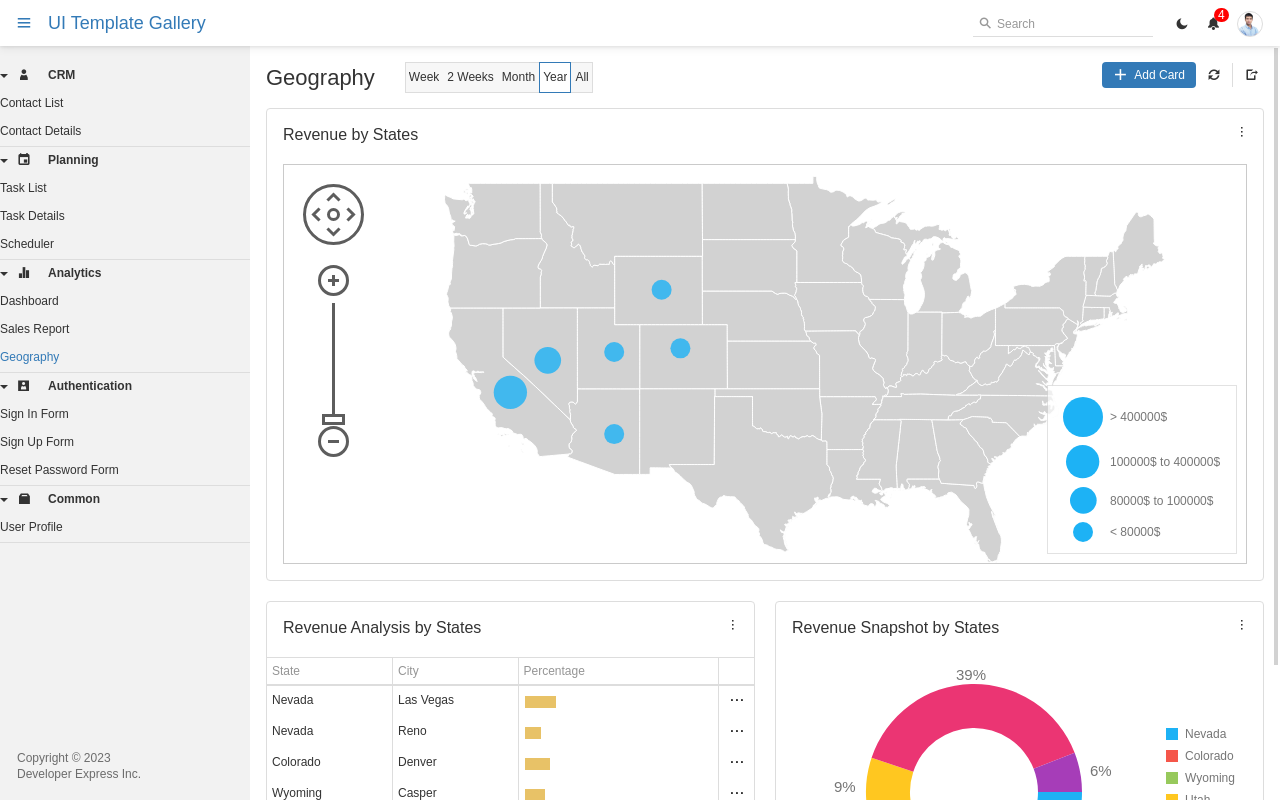 UI Template Gallery
Search
4
CRM
Contact List
Contact Details
Planning
Task List
Task Details
Scheduler
Analytics
Dashboard
Sales Report
Geography
Authentication
Sign In Form
Sign Up Form
Reset Password Form
Common
User Profile
Copyright © 2023
Developer Express Inc.
Geography
Week 2 Weeks Month Year All
Add Card
Revenue by States
> 400000$
100000$ to 400000$
80000$ to 100000$
< 80000$
Revenue Analysis by States
State City Percentage
Nevada Las Vegas
Nevada Reno
Colorado Denver
Wyoming Casper
Revenue Snapshot by States
39%
6%
9%
Nevada
Colorado
Wyoming
Utah